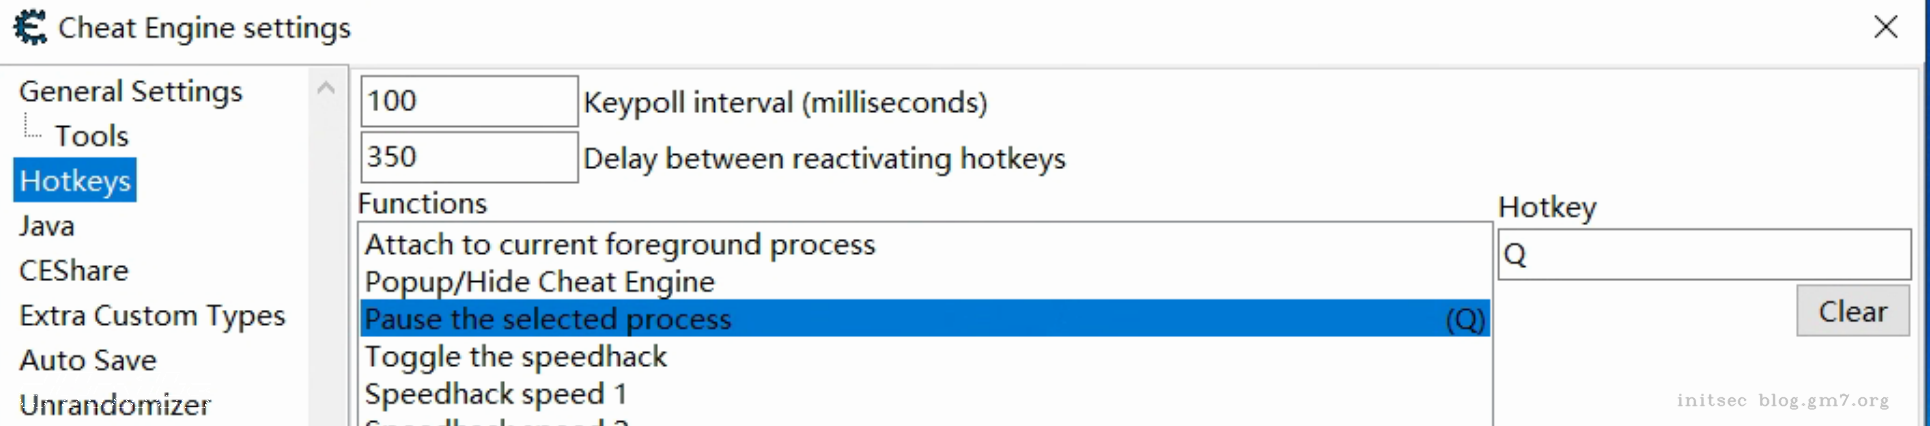 Cheat Engine settings
General Settings
Tools
Hotkeys
Java
CEShare
Extra Custom Types
Auto Save
Unrandomizer
100 Keypoll interval (milliseconds)
350 Delay between reactivating hotkeys
Functions
Attach to current foreground process
Popup/Hide Cheat Engine
Pause the selected process (Q)
Toggle the speedhack
Speedhack speed 1
Hotkey
Q
Clear
initsec blog.gm7.org